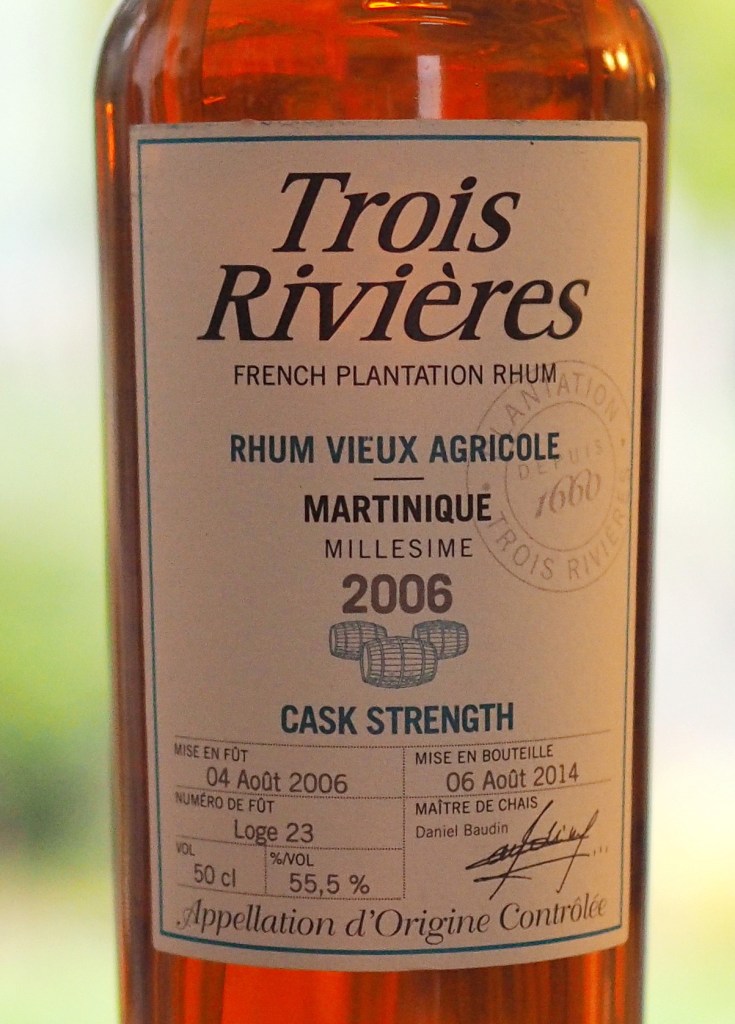 Trois
Rivières
FRENCH PLANTATION RHUM
PLANTATION
DEPUIS
1660
TROIS RIVIÈRES
RHUM VIEUX AGRICOLE
MARTINIQUE
MILLESIME
2006
CASK STRENGTH
MISE EN FÛT
04 Août 2006
MISE EN BOUTEILLE
06 Août 2014
NUMÉRO DE FÛT
Loge 23
MAÎTRE DE CHAIS
Daniel Baudin
VOL
50 cl
%/VOL
55,5 %
Appellation d'Origine Contrôlée